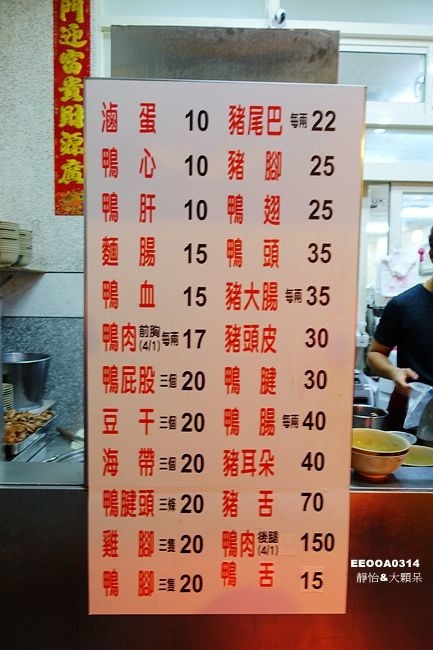 門迎富貴財源廣
滷蛋 10
鴨心 10
鴨肝 10
麵腸 15
鴨血 15
鴨肉 前胸(4/1) 每兩 17
鴨屁股 三個 20
豆干 三個 20
海帶 三個 20
鴨腱頭 三條 20
雞腳 三隻 20
鴨腳 三隻 20
豬尾巴 每兩 22
豬腳 25
鴨翅 25
鴨頭 35
豬大腸 每兩 35
豬頭皮 30
鴨腱 30
鴨腸 每兩 40
豬耳朵 40
豬舌 70
鴨肉 後腿(4/1) 150
鴨舌 15
EEOOA0314
靜怡&大顆呆